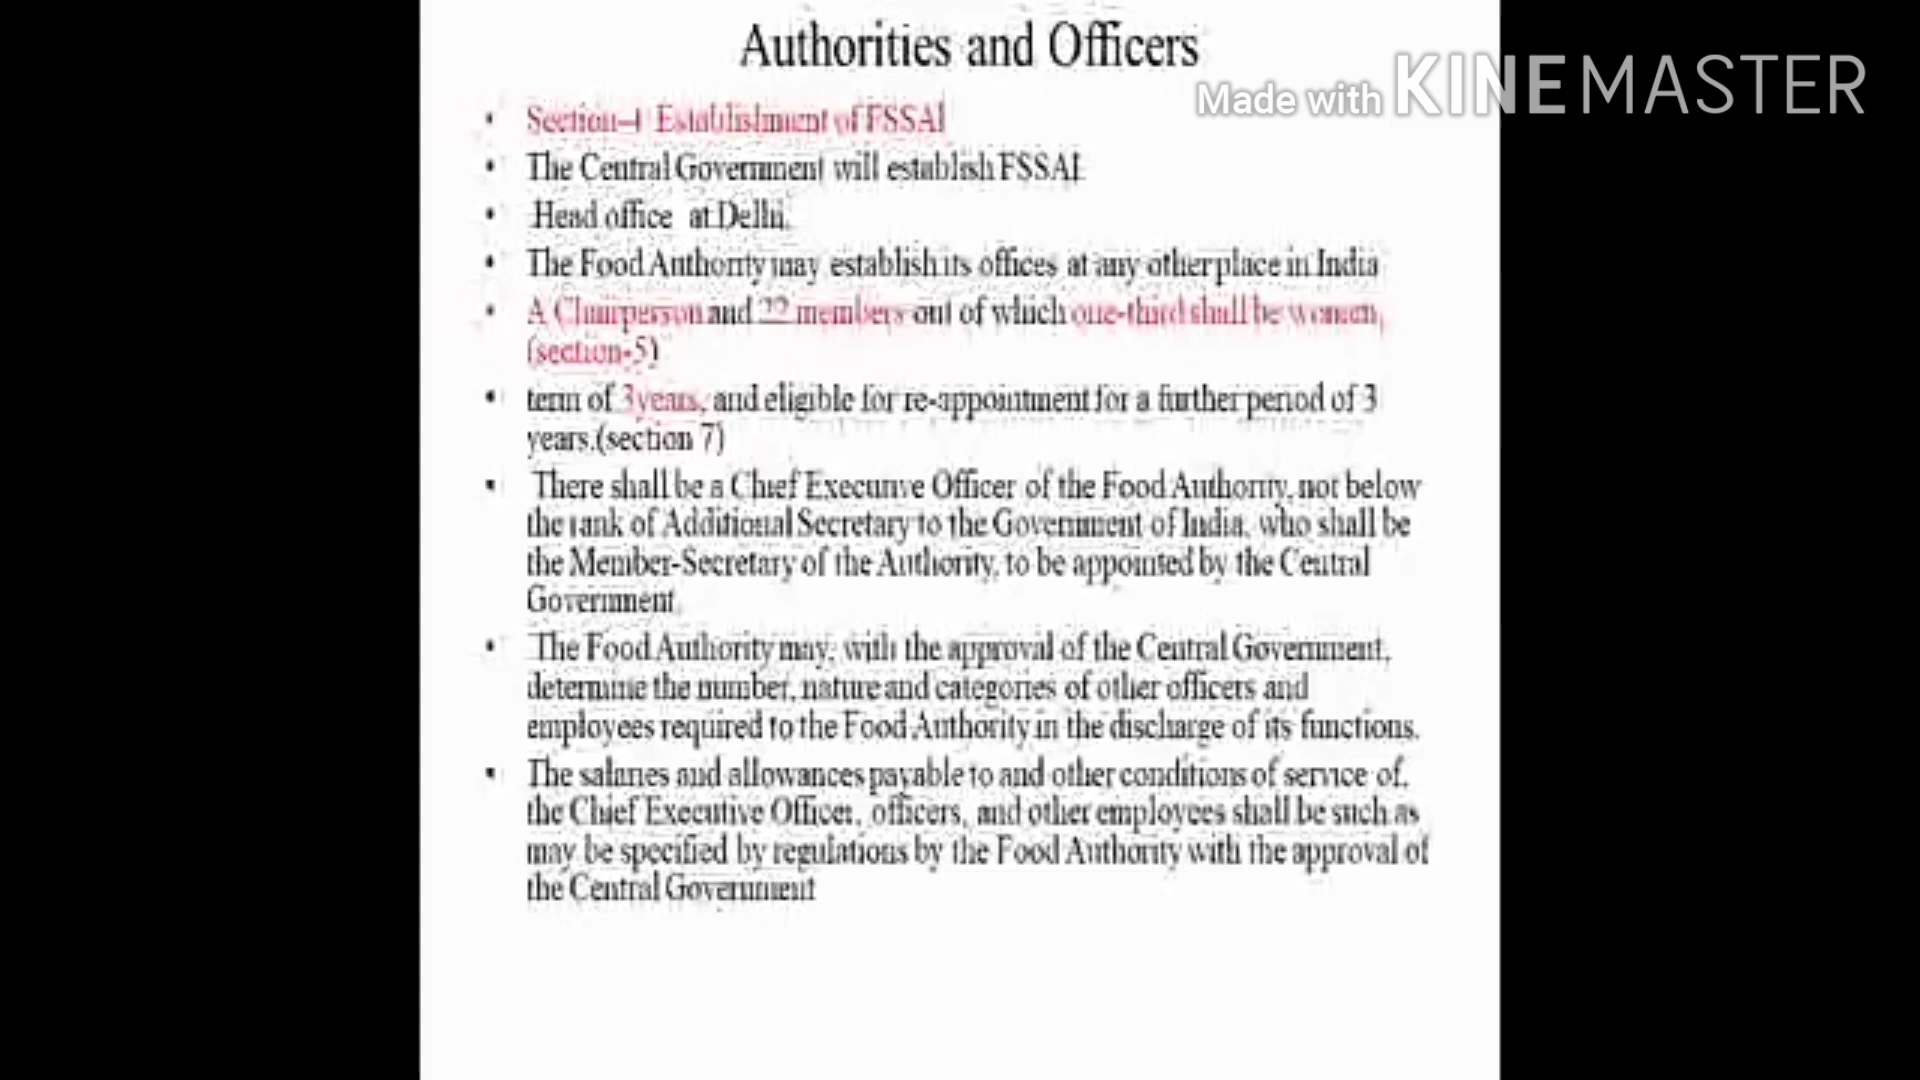 Authorities and Officers
Made with KINEMASTER
• Section-4 Establishment of FSSAI
• The Central Government will establish FSSAI.
• Head office at Delhi.
• The Food Authority may establish its offices at any other place in India
• A Chairperson and 22 members out of which one-third shall be women,
(section-5)
• term of 3years, and eligible for re-appointment for a further period of 3
years.(section 7)
• There shall be a Chief Executive Officer of the Food Authority, not below
the rank of Additional Secretary to the Government of India, who shall be
the Member-Secretary of the Authority, to be appointed by the Central
Government.
• The Food Authority may, with the approval of the Central Government,
determine the number, nature and categories of other officers and
employees required to the Food Authority in the discharge of its functions.
• The salaries and allowances payable to and other conditions of service of,
the Chief Executive Officer, officers, and other employees shall be such as
may be specified by regulations by the Food Authority with the approval of
the Central Government